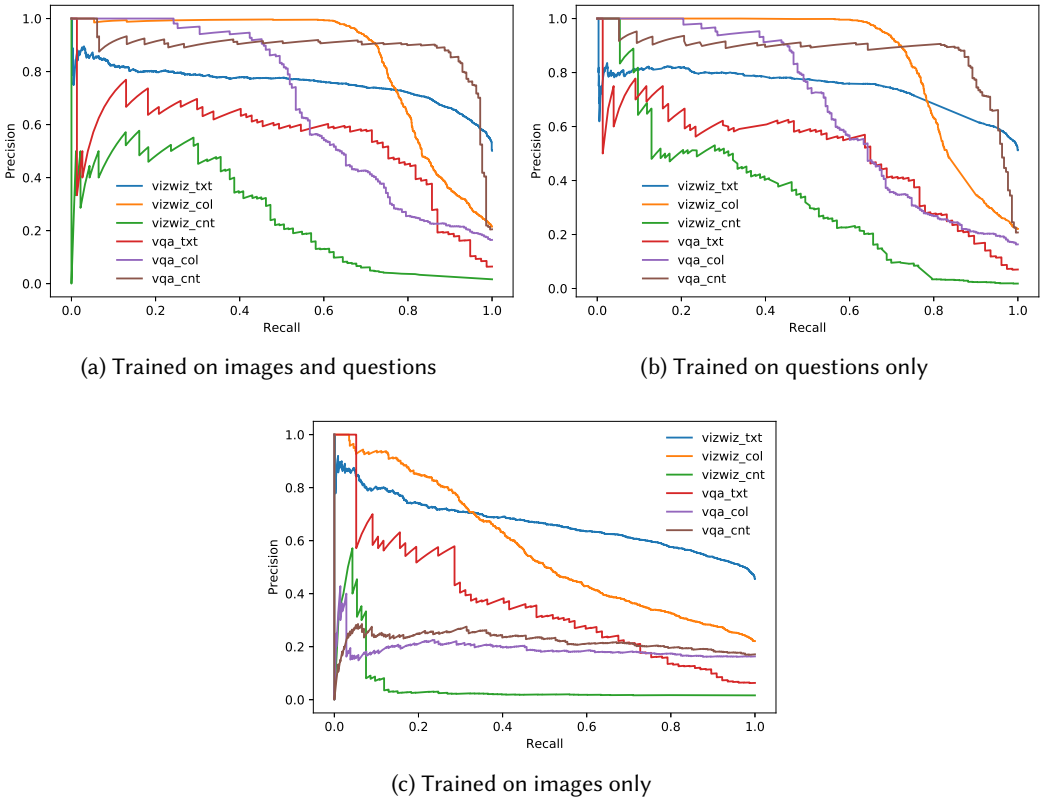 1.0
0.8
0.6
0.4
0.2
0.0
Precision
vizwiz_txt
vizwiz_col
vizwiz_cnt
vqa_txt
vqa_col
vqa_cnt
0.0 0.2 0.4 0.6 0.8 1.0
Recall
(a) Trained on images and questions
1.0
0.8
0.6
0.4
0.2
0.0
Precision
vizwiz_txt
vizwiz_col
vizwiz_cnt
vqa_txt
vqa_col
vqa_cnt
0.0 0.2 0.4 0.6 0.8 1.0
Recall
(b) Trained on questions only
1.0
0.8
0.6
0.4
0.2
0.0
Precision
vizwiz_txt
vizwiz_col
vizwiz_cnt
vqa_txt
vqa_col
vqa_cnt
0.0 0.2 0.4 0.6 0.8 1.0
Recall
(c) Trained on images only